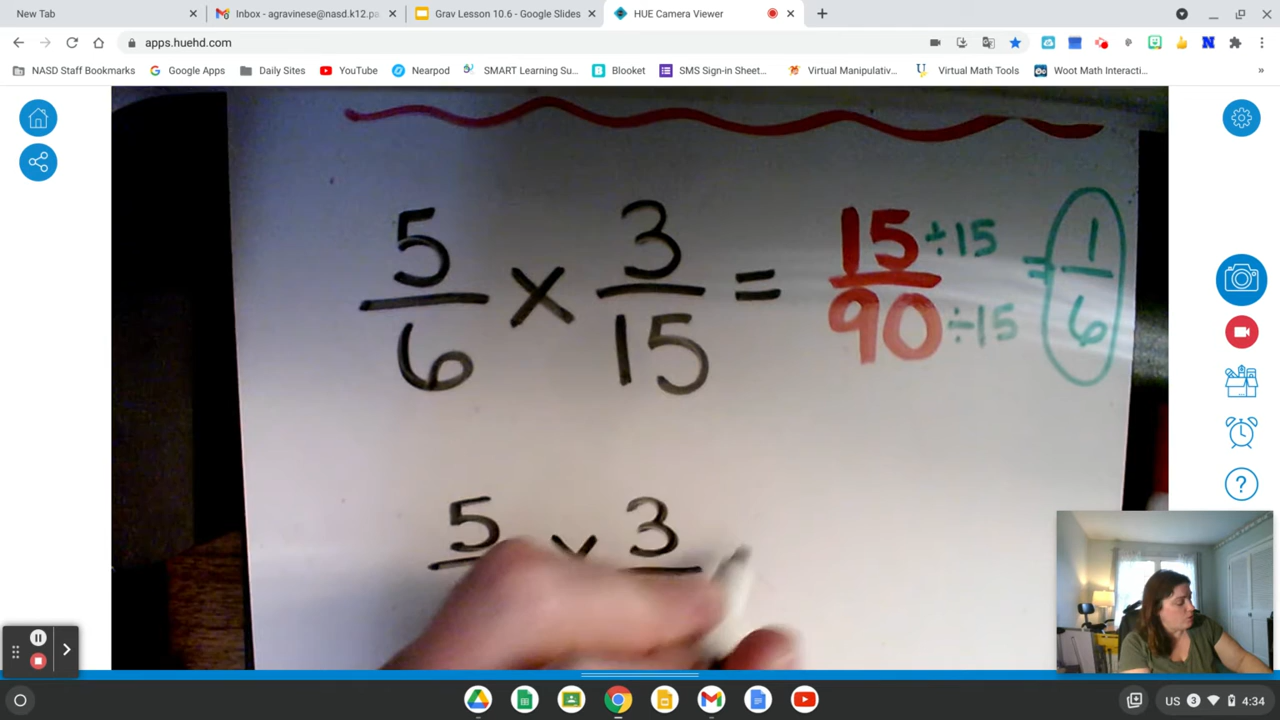 New Tab
Inbox - agravinese@nasd.k12.pa
Grav Lesson 10.6 - Google Slides
HUE Camera Viewer
apps.huehd.com
NASD Staff Bookmarks
Google Apps
Daily Sites
YouTube
Nearpod
SMART Learning Su...
Blooket
SMS Sign-in Sheet...
Virtual Manipulativ...
Virtual Math Tools
Woot Math Interacti...
5/6 x 3/15 = 15/90 ÷15/÷15 = 1/6
5 x 3
US 3 4:34